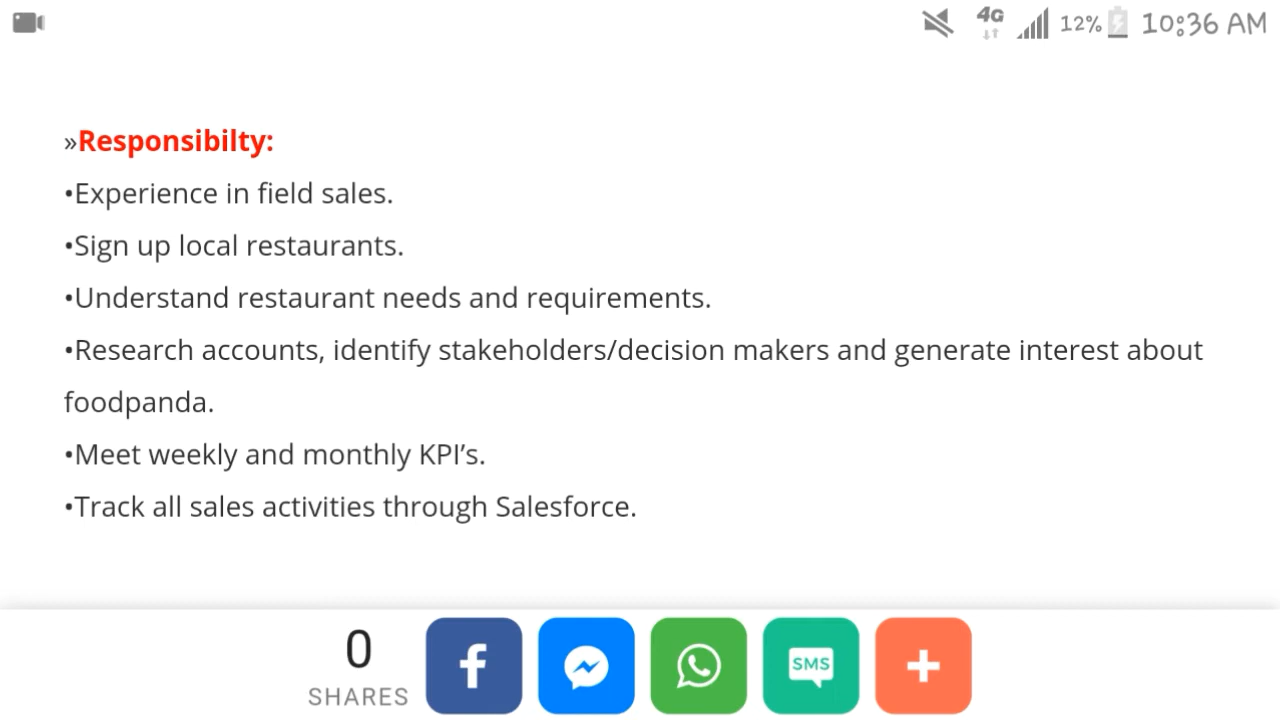 4G 12% 10:36 AM
»Responsibilty:
•Experience in field sales.
•Sign up local restaurants.
•Understand restaurant needs and requirements.
•Research accounts, identify stakeholders/decision makers and generate interest about
foodpanda.
•Meet weekly and monthly KPI’s.
•Track all sales activities through Salesforce.
0
SHARES
SMS